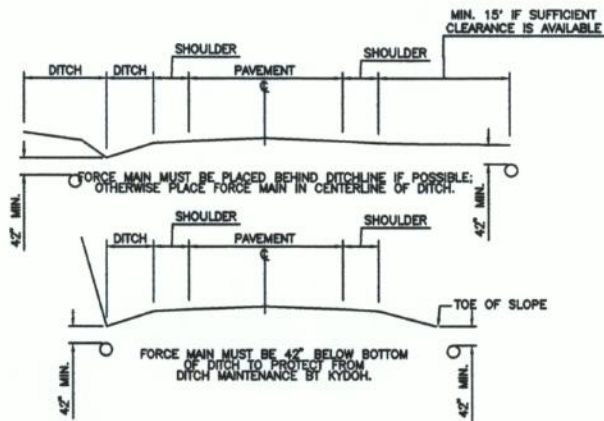 MIN. 15' IF SUFFICIENT
CLEARANCE IS AVAILABLE
SHOULDER
SHOULDER
DITCH
DITCH
PAVEMENT
℄
FORCE MAIN MUST BE PLACED BEHIND DITCHLINE IF POSSIBLE;
OTHERWISE PLACE FORCE MAIN IN CENTERLINE OF DITCH.
42" MIN.
42" MIN.
SHOULDER
SHOULDER
DITCH
PAVEMENT
℄
TOE OF SLOPE
FORCE MAIN MUST BE 42" BELOW BOTTOM
OF DITCH TO PROTECT FROM
DITCH MAINTENANCE BT KYDOH.
42" MIN.
42" MIN.